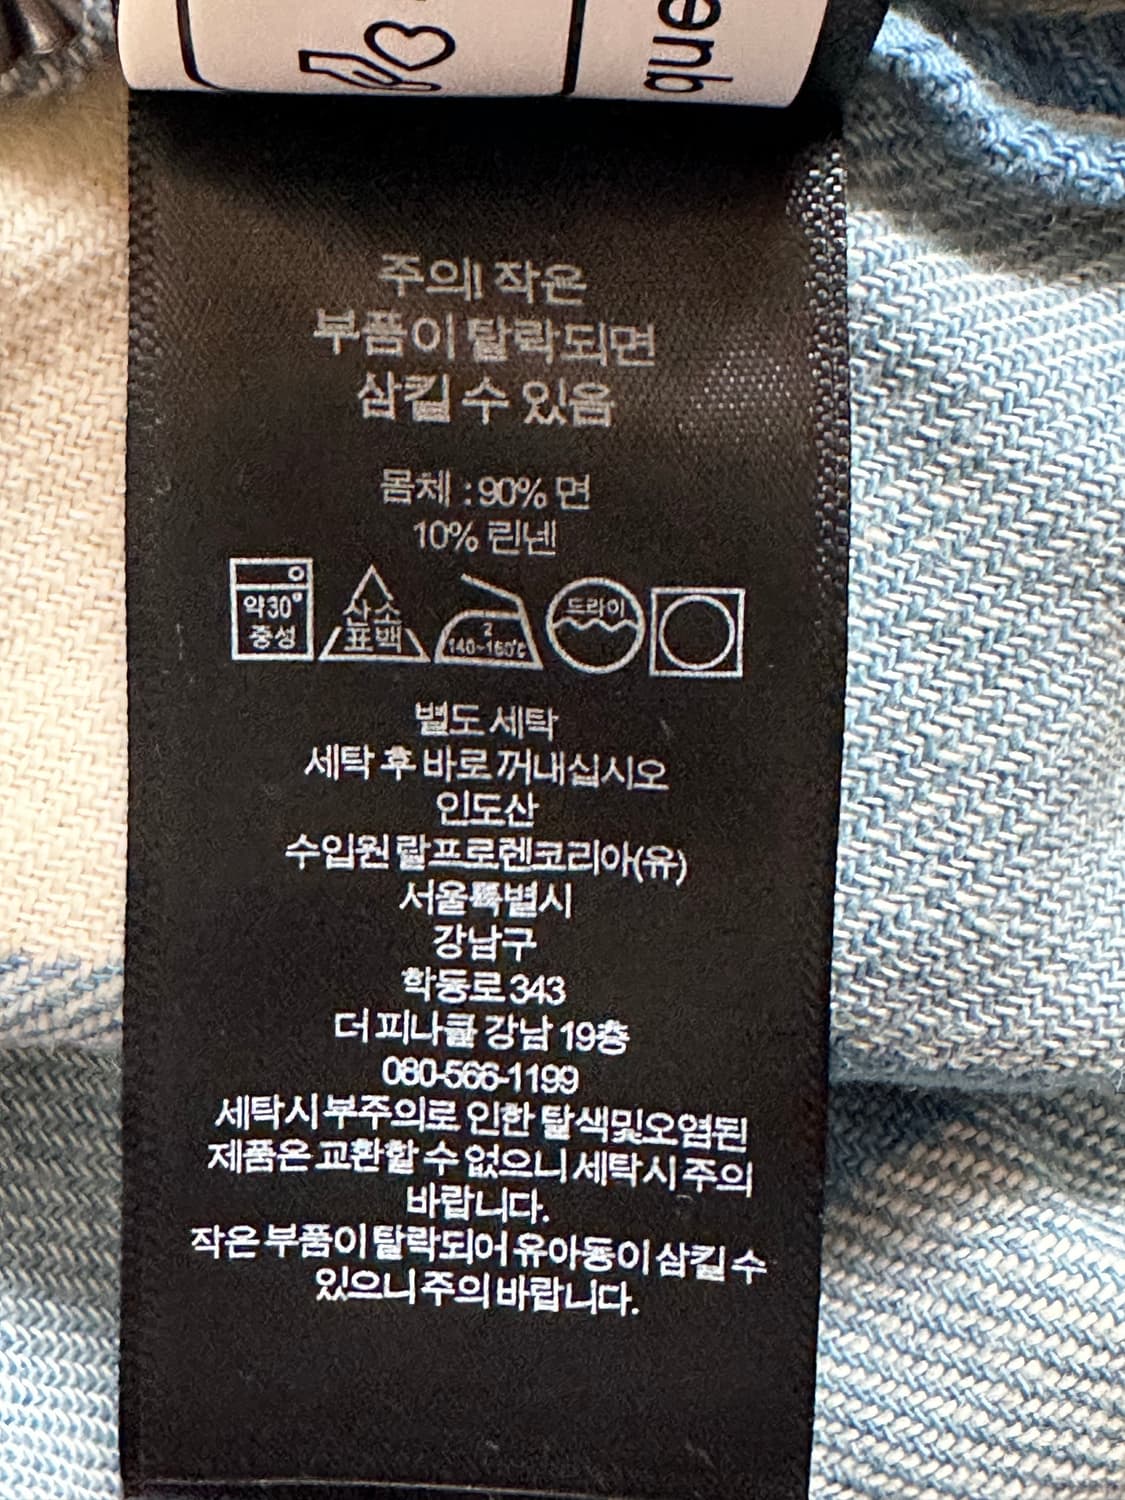 enb
주의! 작은
부품이 탈락되면
삼킬 수 있음
몸체 : 90% 면
10% 린넨
약30°
중성
산소
표백
2
140~160℃
드라이
별도 세탁
세탁 후 바로 꺼내십시오
인도산
수입원 랄프로렌코리아(유)
서울특별시
강남구
학동로 343
더 피나클 강남 19층
080-566-1199
세탁시 부주의로 인한 탈색및오염된
제품은 교환할 수 없으니 세탁시 주의
바랍니다.
작은 부품이 탈락되어 유아동이 삼킬 수
있으니 주의 바랍니다.